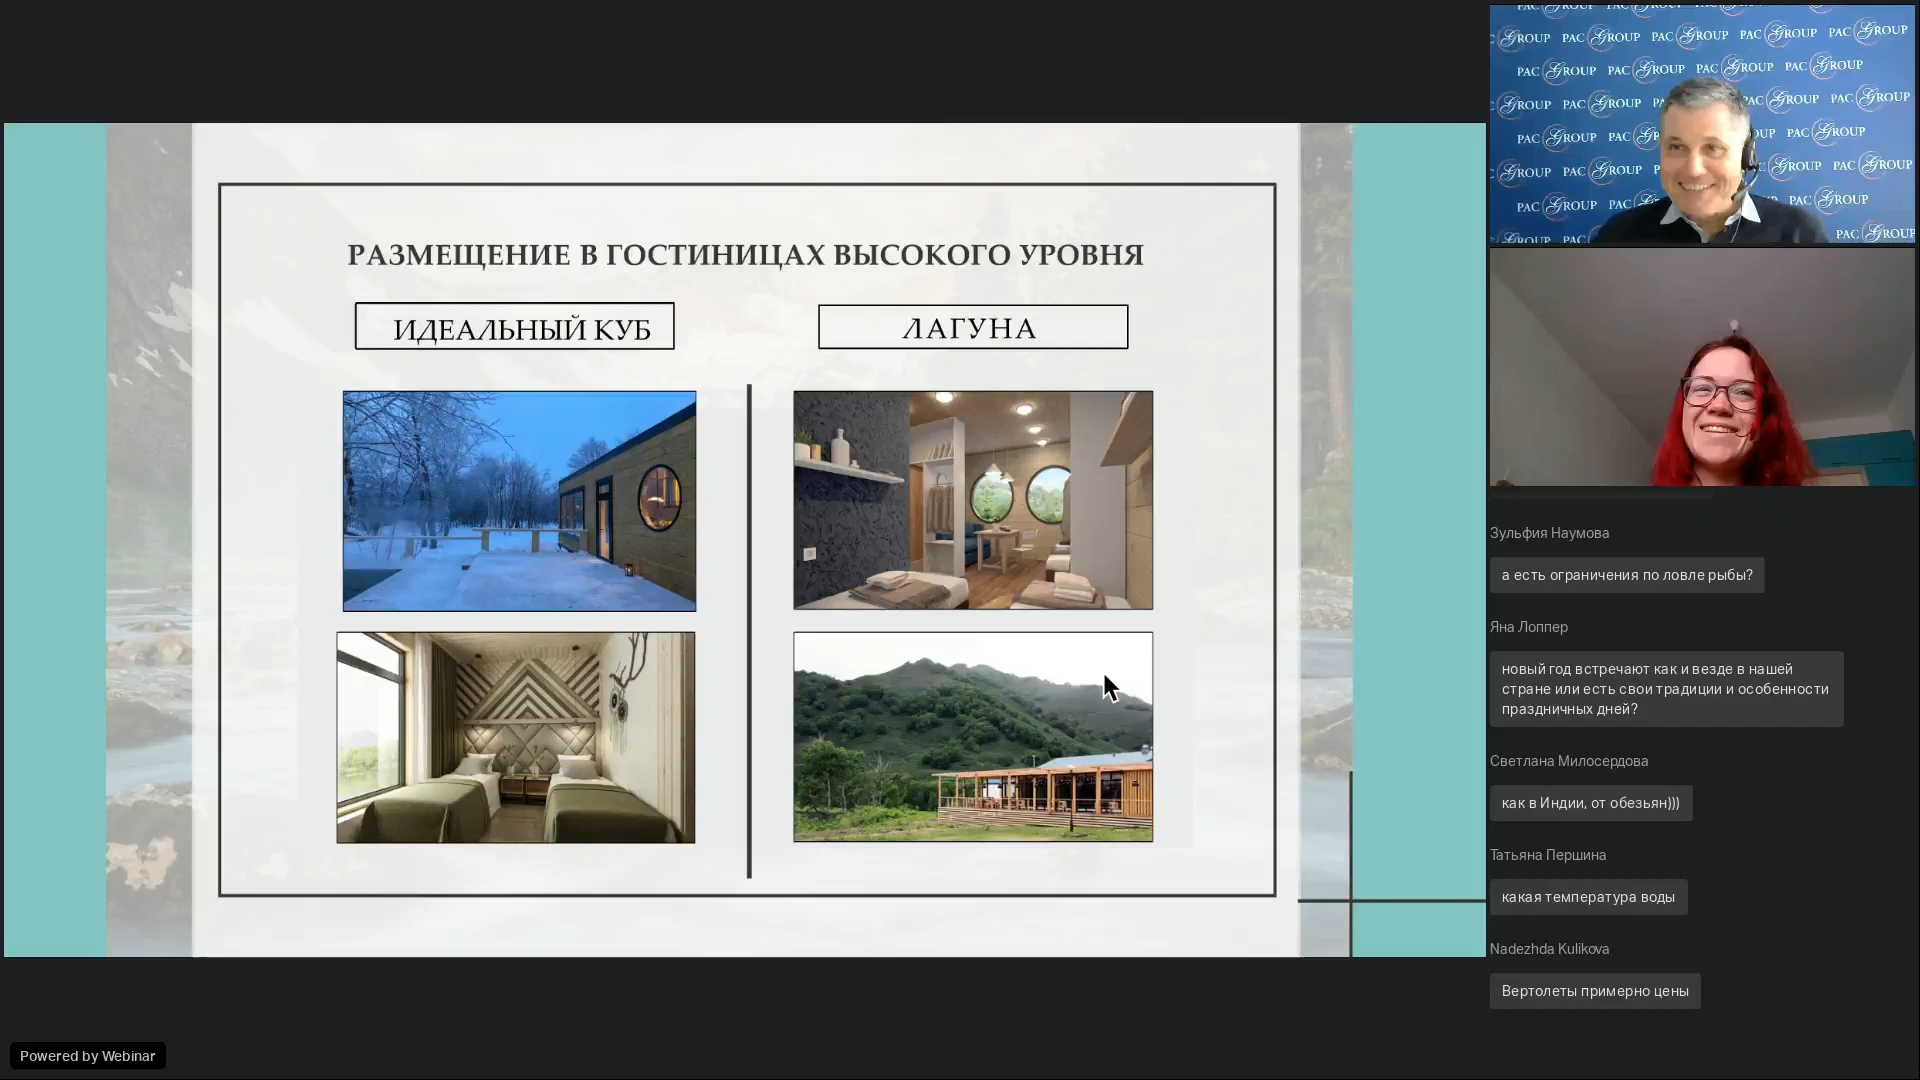 РАЗМЕЩЕНИЕ В ГОСТИНИЦАХ ВЫСОКОГО УРОВНЯ
ИДЕАЛЬНЫЙ КУБ
ЛАГУНА
PAC GROUP
Зульфия Наумова
а есть ограничения по ловле рыбы?
Яна Лоппер
новый год встречают как и везде в нашей
стране или есть свои традиции и особенности
праздничных дней?
Светлана Милосердова
как в Индии, от обезьян)))
Татьяна Першина
какая температура воды
Nadezhda Kulikova
Вертолеты примерно цены
Powered by Webinar